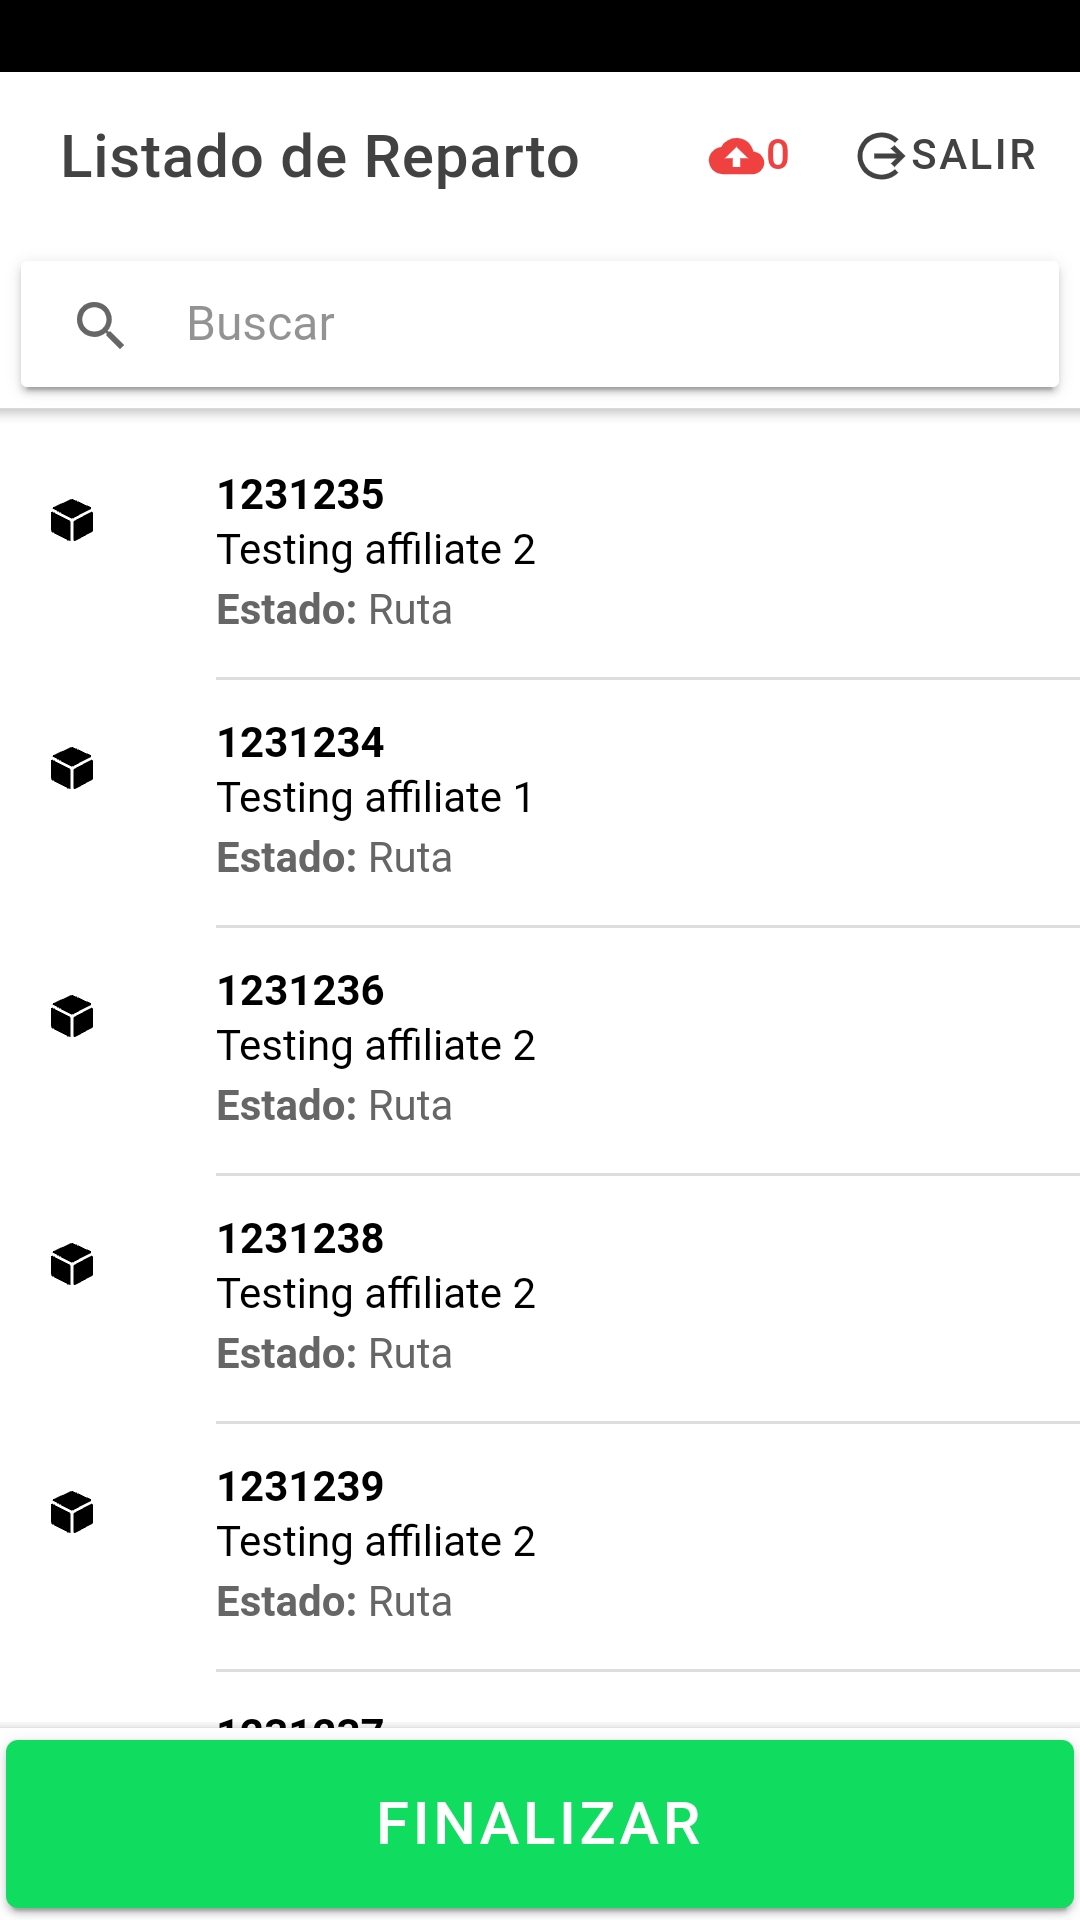 Listado de Reparto
0
SALIR
Buscar
1231235
Testing affiliate 2
Estado: Ruta
1231234
Testing affiliate 1
Estado: Ruta
1231236
Testing affiliate 2
Estado: Ruta
1231238
Testing affiliate 2
Estado: Ruta
1231239
Testing affiliate 2
Estado: Ruta
1231237
FINALIZAR